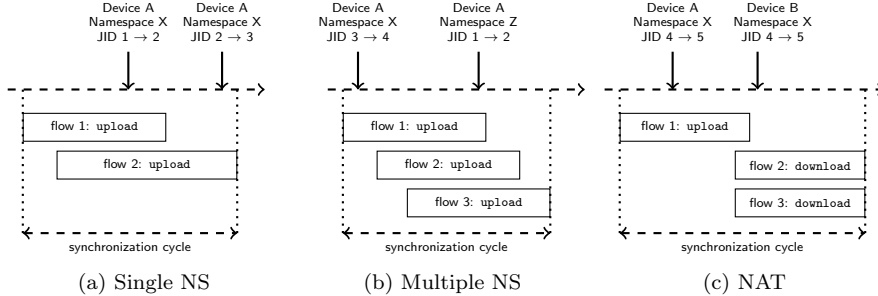 Device A
Namespace X
JID 1 → 2
Device A
Namespace X
JID 2 → 3
flow 1: upload
flow 2: upload
synchronization cycle
(a) Single NS
Device A
Namespace X
JID 3 → 4
Device A
Namespace Z
JID 1 → 2
flow 1: upload
flow 2: upload
flow 3: upload
synchronization cycle
(b) Multiple NS
Device A
Namespace X
JID 4 → 5
Device B
Namespace X
JID 4 → 5
flow 1: upload
flow 2: download
flow 3: download
synchronization cycle
(c) NAT